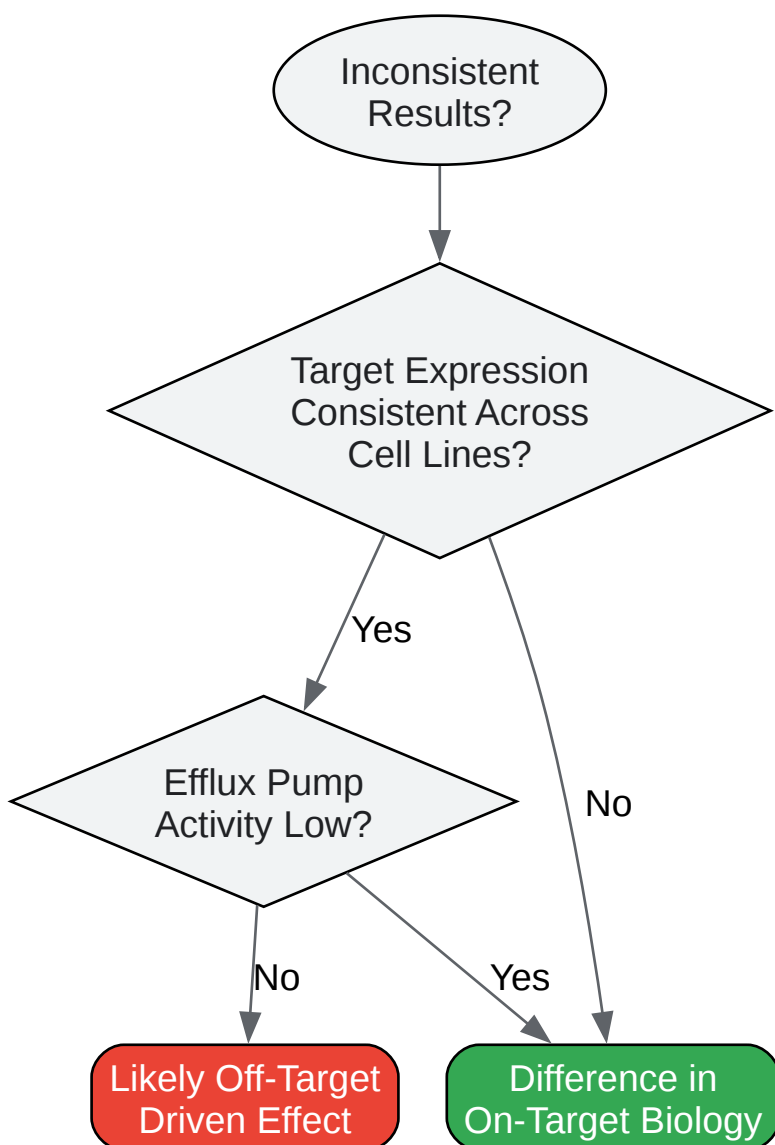 Inconsistent
Results?
Target Expression
Consistent Across
Cell Lines?
Yes
Efflux Pump
Activity Low?
No
No
Yes
Likely Off-Target
Driven Effect
Difference in
On-Target Biology